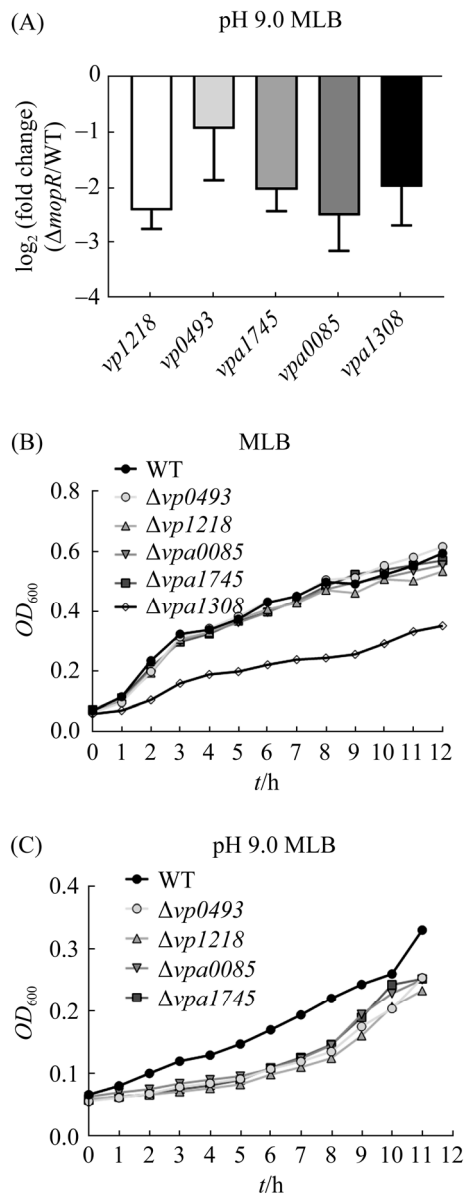 (A) pH 9.0 MLB
log₂ (fold change)
(ΔmopR/WT)
0
−1
−2
−3
−4
vp1218 vp0493 vpa1745 vpa0085 vpa1308
(B) MLB
WT
Δvp0493
Δvp1218
Δvpa0085
Δvpa1745
Δvpa1308
OD₆₀₀
0.8
0.6
0.4
0.2
0.0
0 1 2 3 4 5 6 7 8 9 10 11 12
t/h
(C) pH 9.0 MLB
WT
Δvp0493
Δvp1218
Δvpa0085
Δvpa1745
OD₆₀₀
0.4
0.3
0.2
0.1
0.0
0 1 2 3 4 5 6 7 8 9 10 11 12
t/h